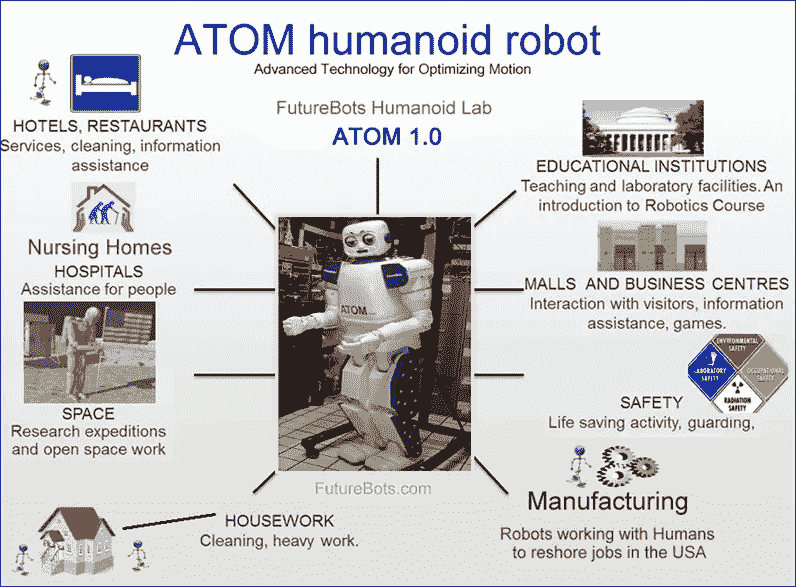 ATOM humanoid robot
Advanced Technology for Optimizing Motion
FutureBots Humanoid Lab
ATOM 1.0
HOTELS, RESTAURANTS
Services, cleaning, information
assistance
Nursing Homes
HOSPITALS
Assistance for people
SPACE
Research expeditions
and open space work
HOUSEWORK
Cleaning, heavy work.
ATOM
FutureBots.com
EDUCATIONAL INSTITUTIONS
Teaching and laboratory facilities. An
introduction to Robotics Course
MALLS AND BUSINESS CENTRES
Interaction with visitors, information
assistance, games.
ENVIRONMENTAL
SAFETY
LABORATORY
SAFETY
OCCUPATIONAL
SAFETY
RADIATION
SAFETY
SAFETY
Life saving activity, guarding,
Manufacturing
Robots working with Humans
to reshore jobs in the USA